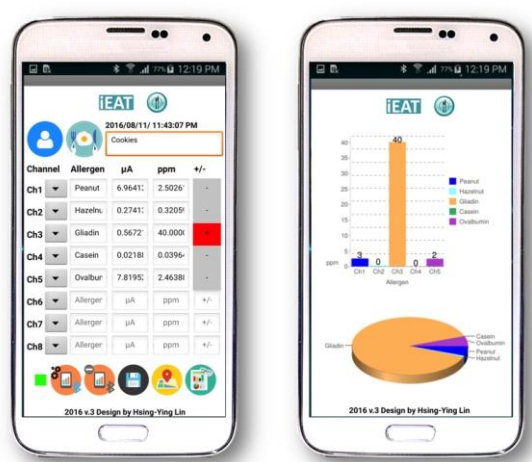 77% 12:19 PM
iEAT
2016/08/11/ 11:43:07 PM
Cookies
Channel Allergen µA ppm +/-
Ch1 Peanut 6.9641 2.5026 -
Ch2 Hazelnu 0.2741 0.3205 -
Ch3 Gliadin 0.5672 40.000 +
Ch4 Casein 0.0218 0.0396 -
Ch5 Ovalbur 7.8195 2.4638 -
Ch6 Allerger µA ppm +/-
Ch7 Allerger µA ppm +/-
Ch8 Allerger µA ppm +/-
2016 v.3 Design by Hsing-Ying Lin
77% 12:19 PM
iEAT
40
35
30
25
20
15
10
5
0
ppm
40
3
0
0
2
Ch1 Ch2 Ch3 Ch4 Ch5
Allergen
Peanut
Hazelnut
Gliadin
Casein
Ovalbumin
Gliadin
Casein
Ovalbumin
Peanut
Hazelnut
2016 v.3 Design by Hsing-Ying Lin